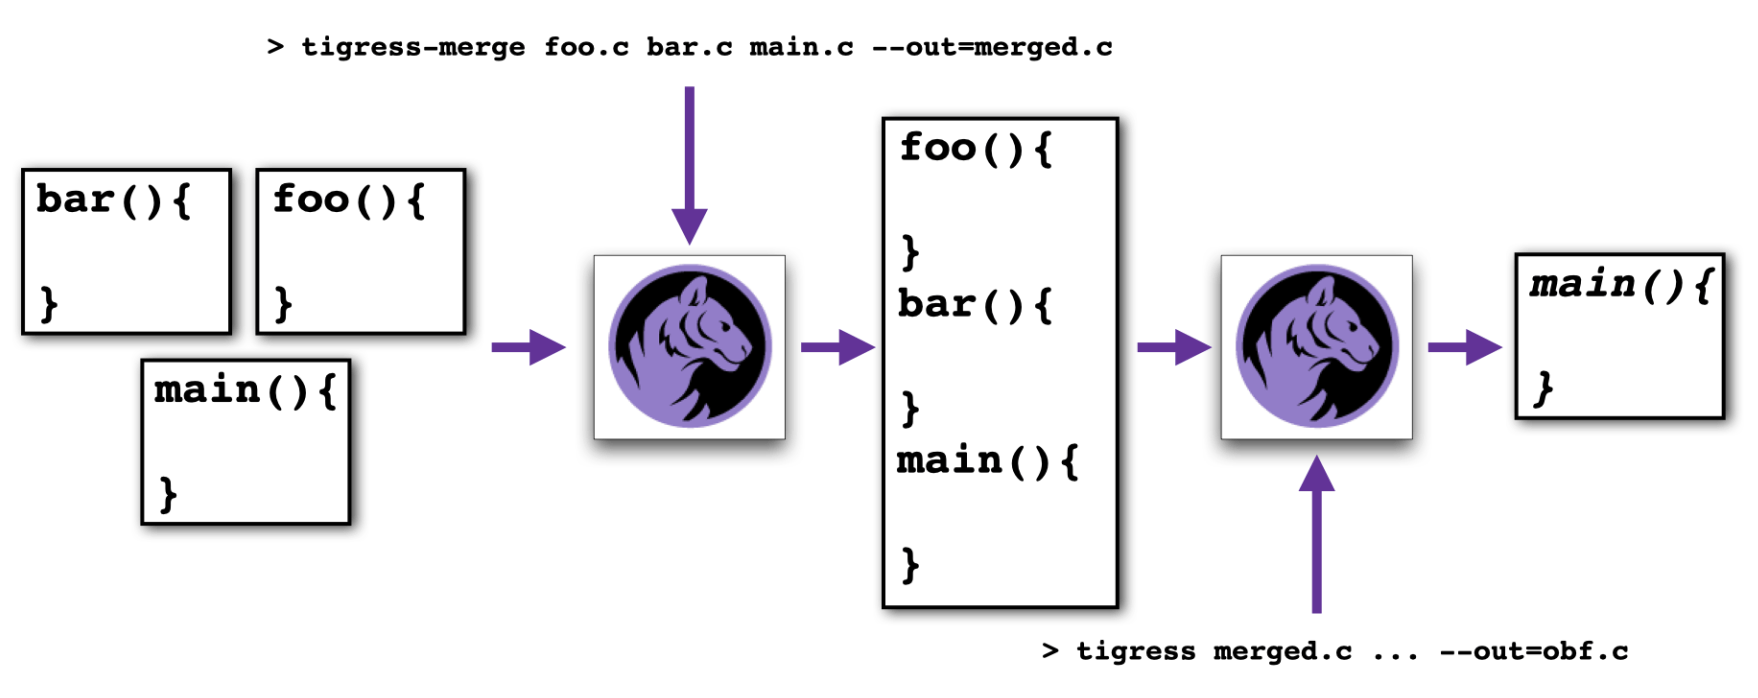 > tigress-merge foo.c bar.c main.c --out=merged.c
bar(){
}
foo(){
}
main(){
}
foo(){
}
bar(){
}
main(){
}
main(){
}
> tigress merged.c ... --out=obf.c